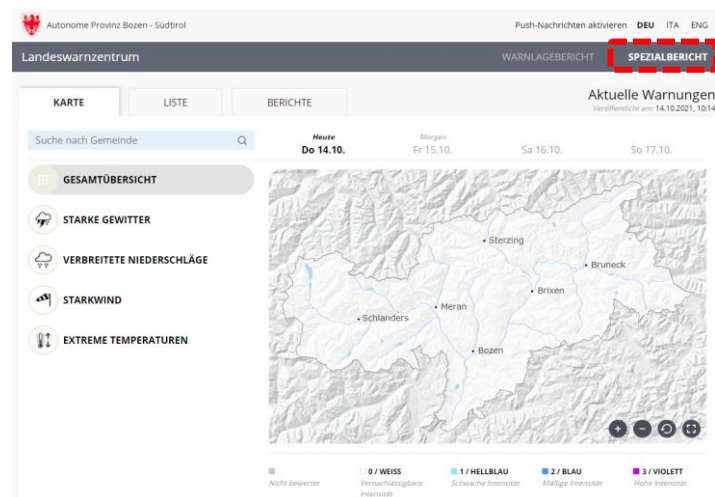 Autonome Provinz Bozen - Südtirol
Push-Nachrichten aktivieren DEU ITA ENG
Landeswarnzentrum
WARNLAGEBERICHT SPEZIALBERICHT
KARTE LISTE BERICHTE
Aktuelle Warnungen
Veröffentlicht am: 14.10.2021, 10:14
Suche nach Gemeinde
Heute Morgen
Do 14.10. Fr 15.10. Sa 16.10. So 17.10.
GESAMTÜBERSICHT
STARKE GEWITTER
VERBREITETE NIEDERSCHLÄGE
STARKWIND
EXTREME TEMPERATUREN
Sterzing
Bruneck
Brixen
Meran
Schlanders
Bozen
0 / WEISS 1 / HELLBLAU 2 / BLAU 3 / VIOLETT
Nicht bewertet Vernachlässigbare Schwache Intensität Mäßige Intensität Hohe Intensität
Intensität